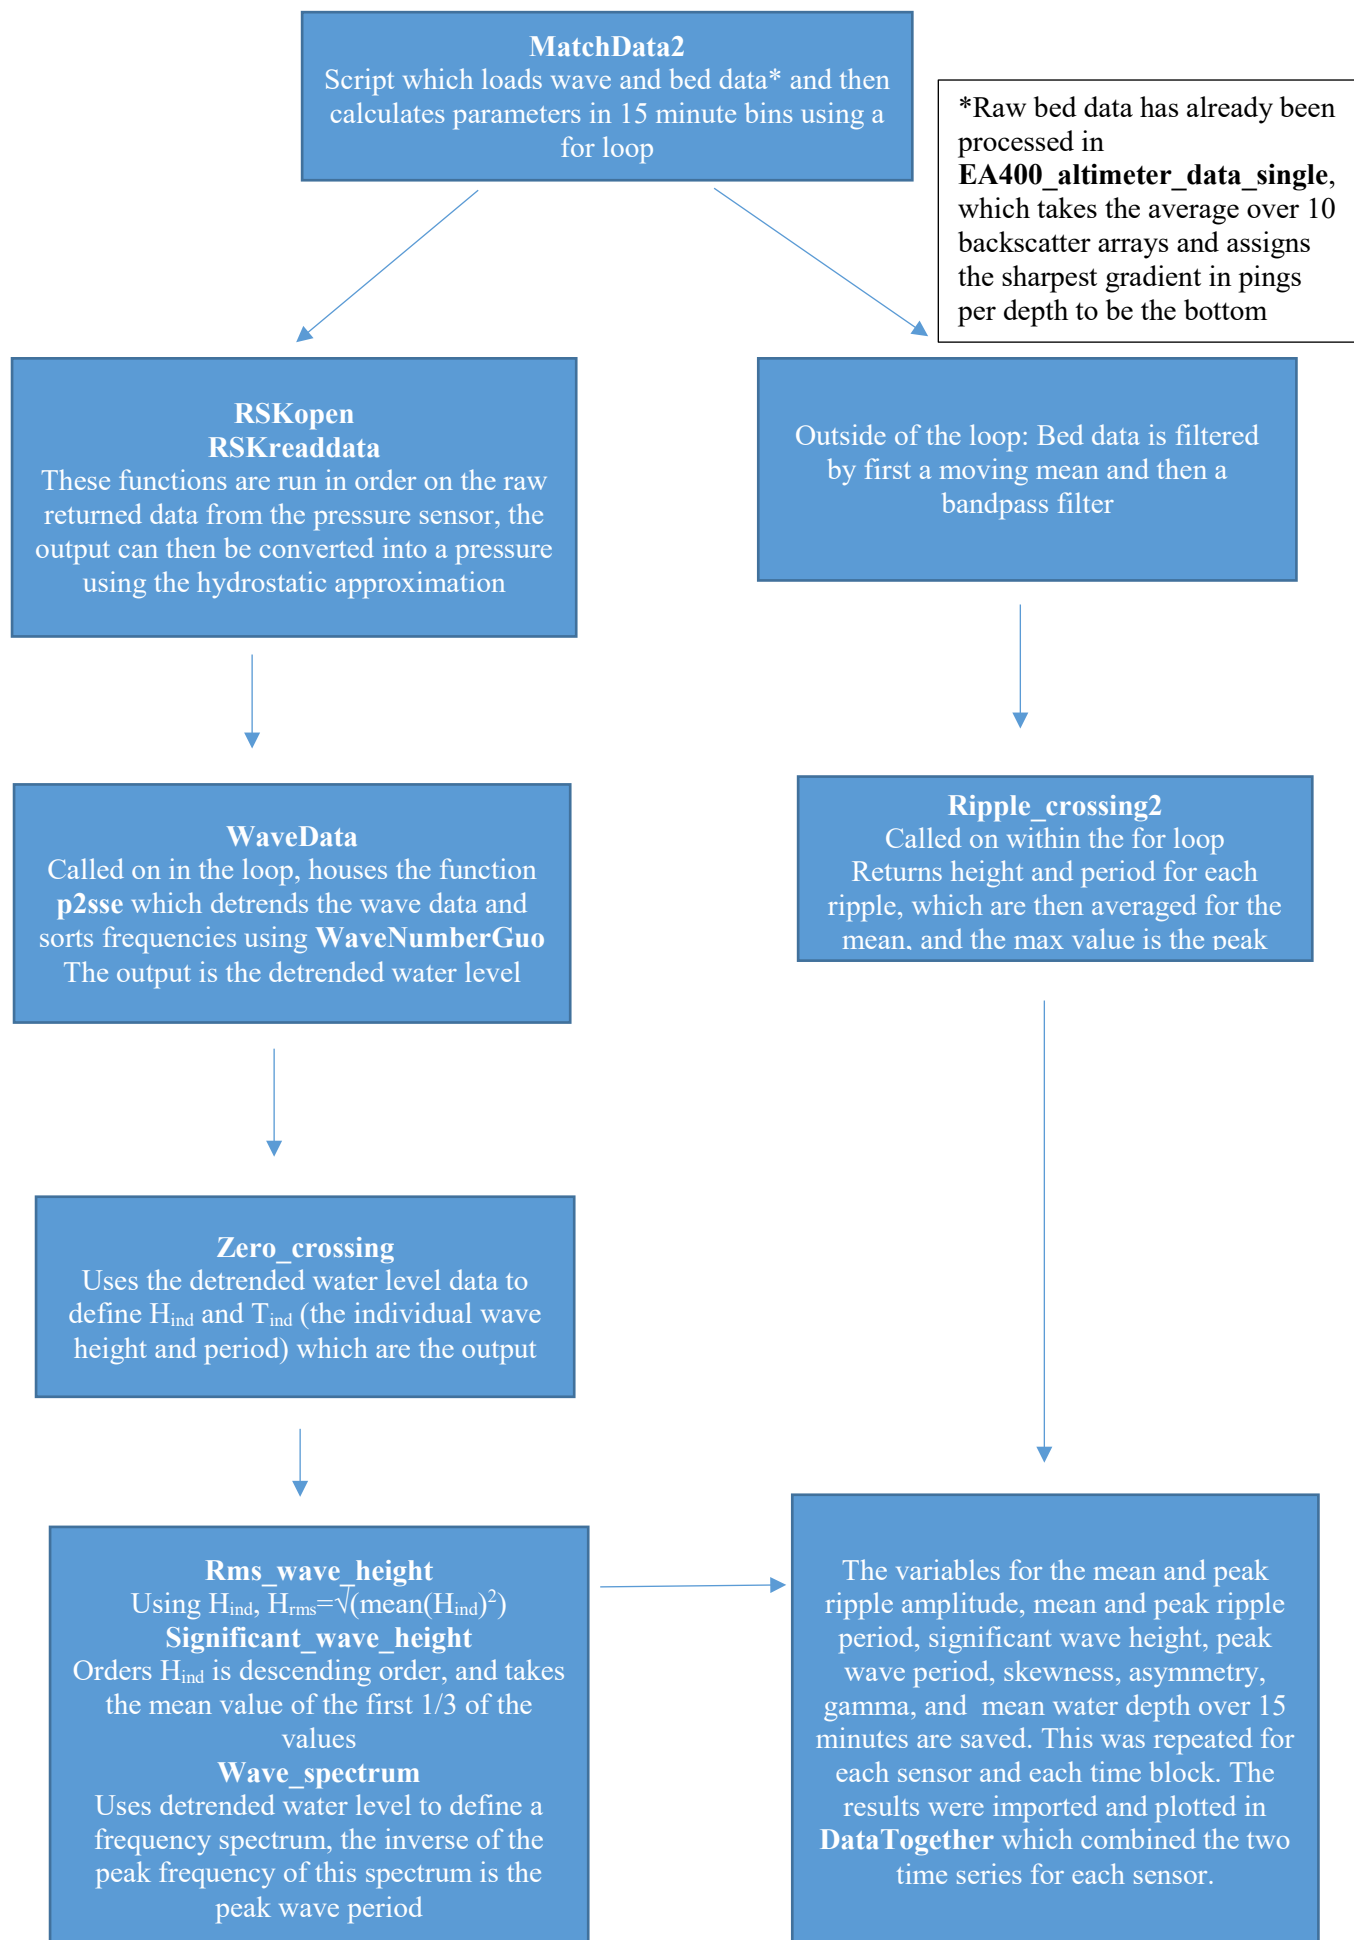 MatchData2
Script which loads wave and bed data* and then
calculates parameters in 15 minute bins using a
for loop
*Raw bed data has already been
processed in
EA400_altimeter_data_single,
which takes the average over 10
backscatter arrays and assigns
the sharpest gradient in pings
per depth to be the bottom
RSKopen
RSKreaddata
These functions are run in order on the raw
returned data from the pressure sensor, the
output can then be converted into a pressure
using the hydrostatic approximation
Outside of the loop: Bed data is filtered
by first a moving mean and then a
bandpass filter
WaveData
Called on in the loop, houses the function
p2sse which detrends the wave data and
sorts frequencies using WaveNumberGuo
The output is the detrended water level
Ripple_crossing2
Called on within the for loop
Returns height and period for each
ripple, which are then averaged for the
mean, and the max value is the peak
Zero_crossing
Uses the detrended water level data to
define Hind and Tind (the individual wave
height and period) which are the output
Rms_wave_height
Using Hind, Hrms=√(mean(Hind)²)
Significant_wave_height
Orders Hind is descending order, and takes
the mean value of the first 1/3 of the
values
Wave_spectrum
Uses detrended water level to define a
frequency spectrum, the inverse of the
peak frequency of this spectrum is the
peak wave period
The variables for the mean and peak
ripple amplitude, mean and peak ripple
period, significant wave height, peak
wave period, skewness, asymmetry,
gamma, and  mean water depth over 15
minutes are saved. This was repeated for
each sensor and each time block. The
results were imported and plotted in
DataTogether which combined the two
time series for each sensor.